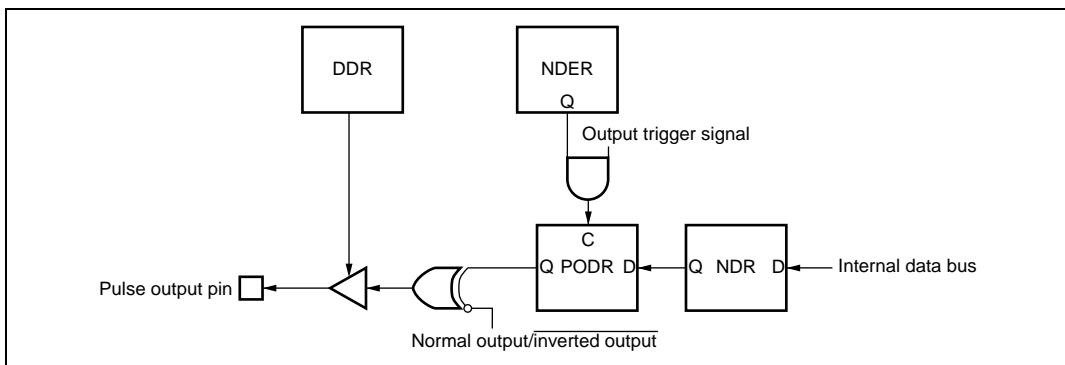 DDR
NDER
Q
Output trigger signal
C
Q PODR D
Q NDR D
Internal data bus
Pulse output pin
Normal output/inverted output